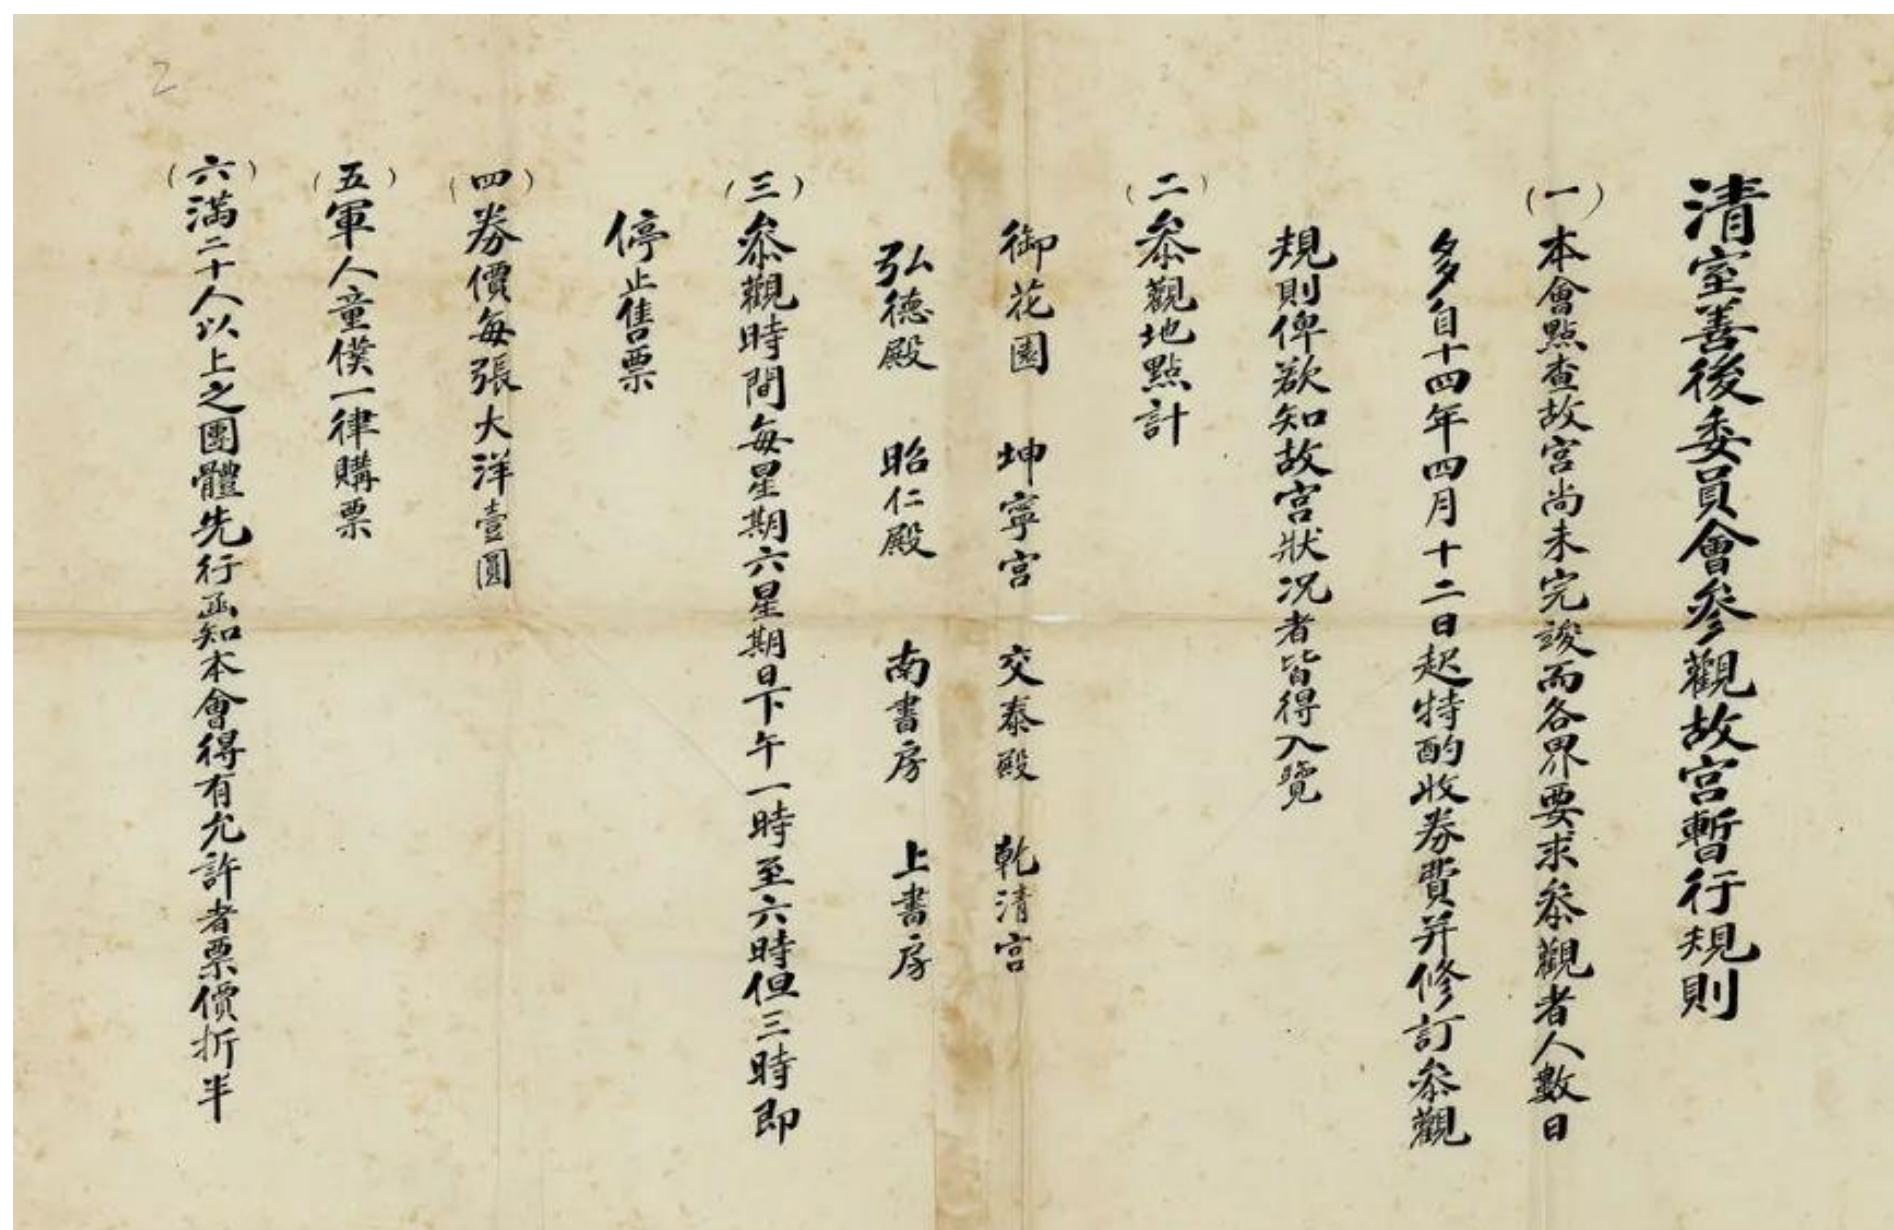 清室善後委員會參觀故宮暫行規則
(一)本會點查故宮尚未完竣而各界要求叅觀者人數日
多自十四年四月十二日起特酌收券費并修訂叅觀
規則俾欲知故宮狀况者皆得入覽
(二)叅觀地點計
御花園 坤寧宮 交泰殿 乾清宮
弘德殿 昭仁殿 南書房 上書房
(三)叅觀時間每星期六星期日下午一時至六時但三時即
停止售票
(四)券價每張大洋壹圓
(五)軍人童僕一律購票
(六)滿二十人以上之團體先行函知本會得有允許者票價折半
2